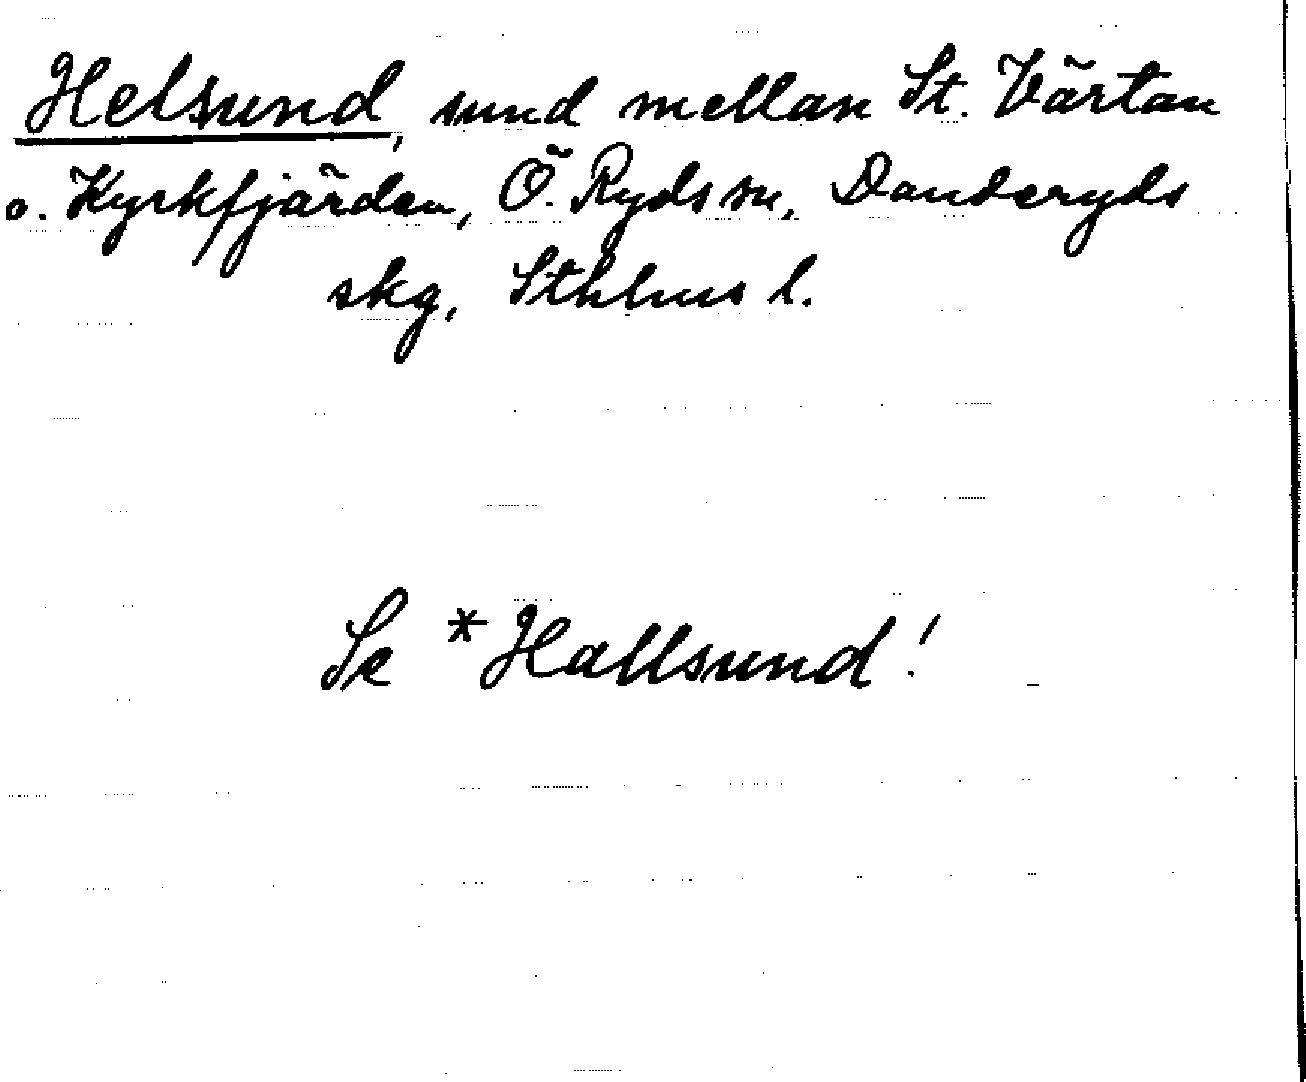 Helsund, sund mellan St. Värtan
o. Kyrkfjärden, Ö. Ryds sn, Danderyds
skg, Sthlms l.
Se *Hallsund!